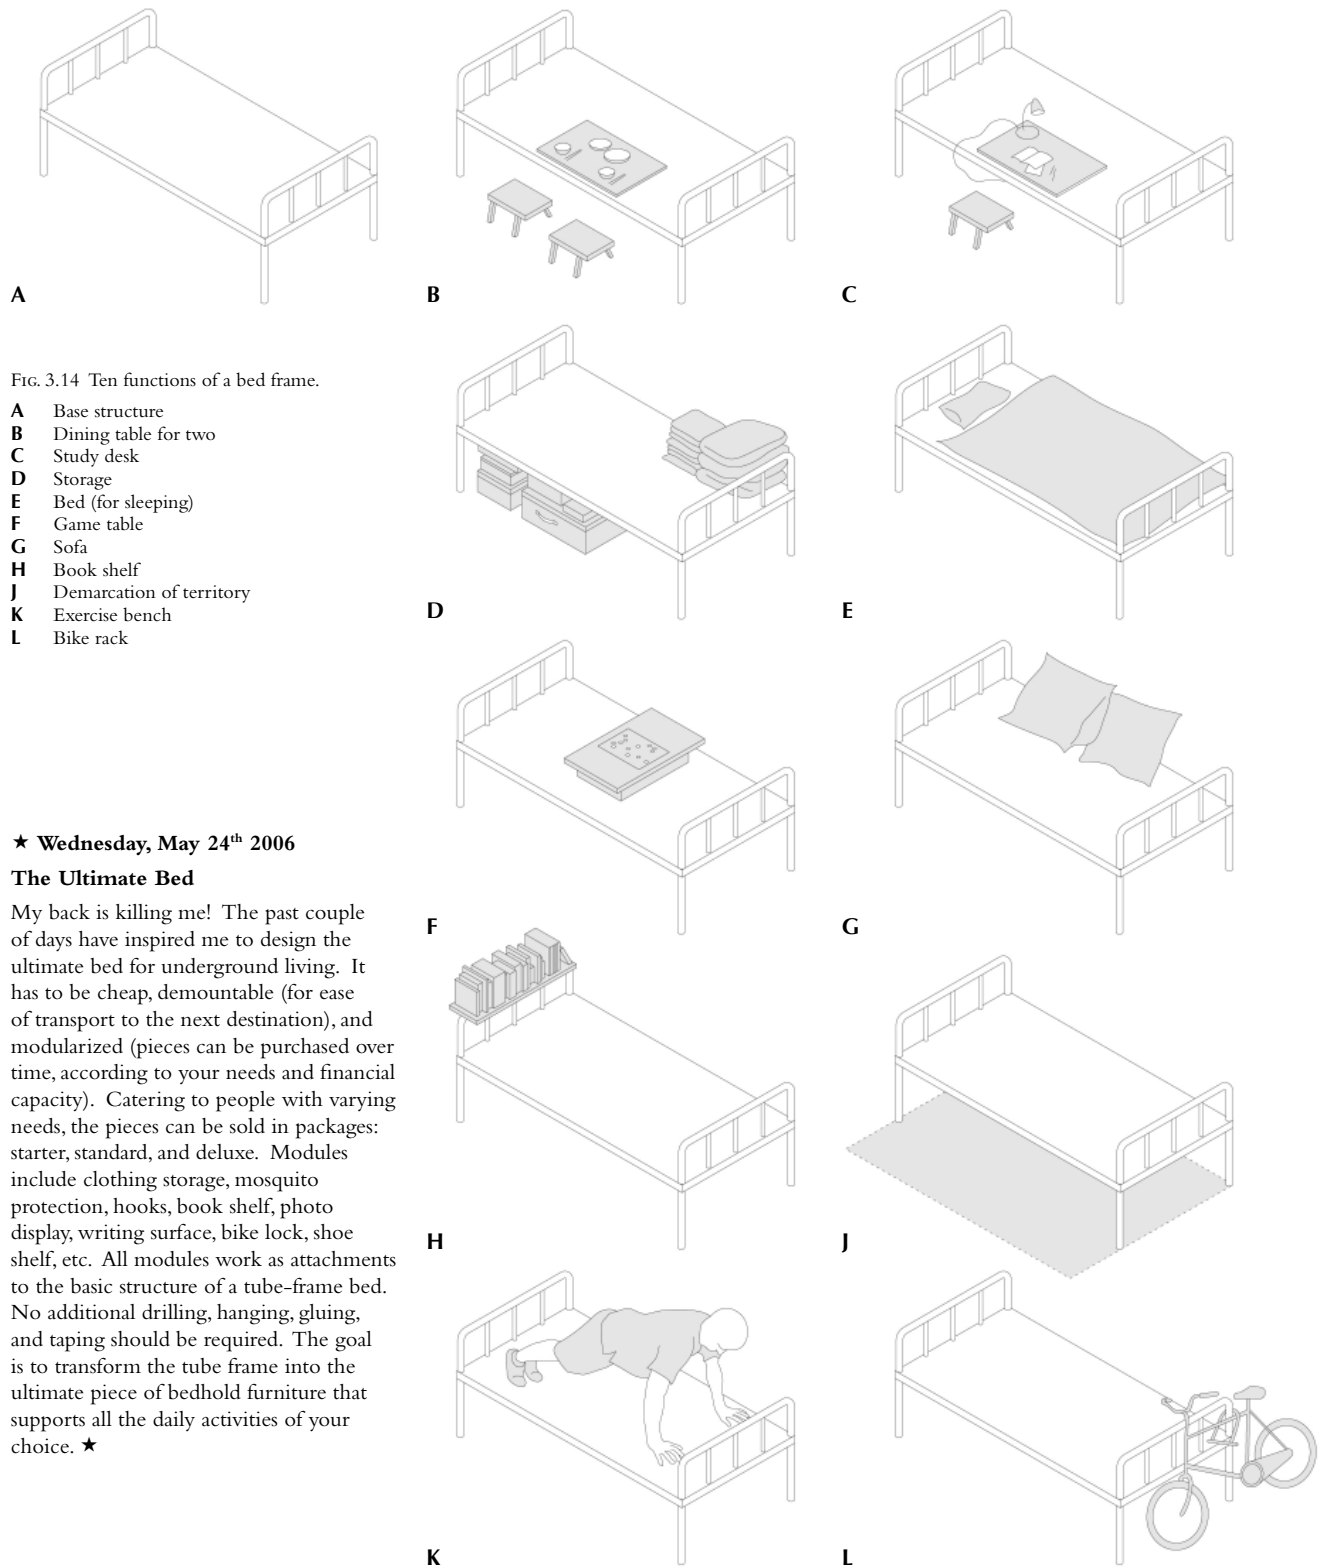 A
B
C
FIG. 3.14 Ten functions of a bed frame.
A Base structure
B Dining table for two
C Study desk
D Storage
E Bed (for sleeping)
F Game table
G Sofa
H Book shelf
J Demarcation of territory
K Exercise bench
L Bike rack
D
E
F
G
★ Wednesday, May 24th 2006
The Ultimate Bed
My back is killing me! The past couple
of days have inspired me to design the
ultimate bed for underground living. It
has to be cheap, demountable (for ease
of transport to the next destination), and
modularized (pieces can be purchased over
time, according to your needs and financial
capacity). Catering to people with varying
needs, the pieces can be sold in packages:
starter, standard, and deluxe. Modules
include clothing storage, mosquito
protection, hooks, book shelf, photo
display, writing surface, bike lock, shoe
shelf, etc. All modules work as attachments
to the basic structure of a tube-frame bed.
No additional drilling, hanging, gluing,
and taping should be required. The goal
is to transform the tube frame into the
ultimate piece of bedhold furniture that
supports all the daily activities of your
choice. ★
H
J
K
L